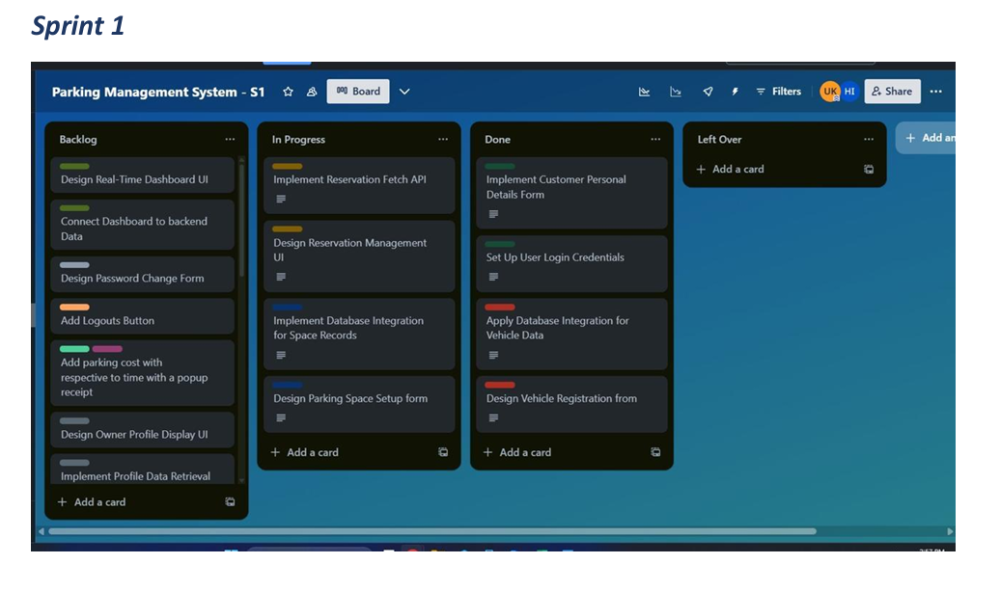 Sprint 1
Parking Management System - S1
Board
Filters
UK
HI
Share
Backlog
Design Real-Time Dashboard UI
Connect Dashboard to backend
Data
Design Password Change Form
Add Logouts Button
Add parking cost with
respective to time with a popup
receipt
Design Owner Profile Display UI
Implement Profile Data Retrieval
+ Add a card
In Progress
Implement Reservation Fetch API
Design Reservation Management
UI
Implement Database Integration
for Space Records
Design Parking Space Setup form
+ Add a card
Done
Implement Customer Personal
Details Form
Set Up User Login Credentials
Apply Database Integration for
Vehicle Data
Design Vehicle Registration from
+ Add a card
Left Over
+ Add a card
+ Add an